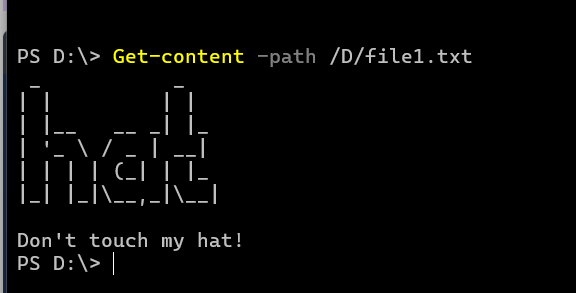 PS D:\> Get-content -path /D/file1.txt
 _           _
| |         | |
| |__   __ _| |_
| '_ \ / _ | __|
| | | | (_| | |_
|_| |_|\__,_|\__|

Don't touch my hat!
PS D:\>